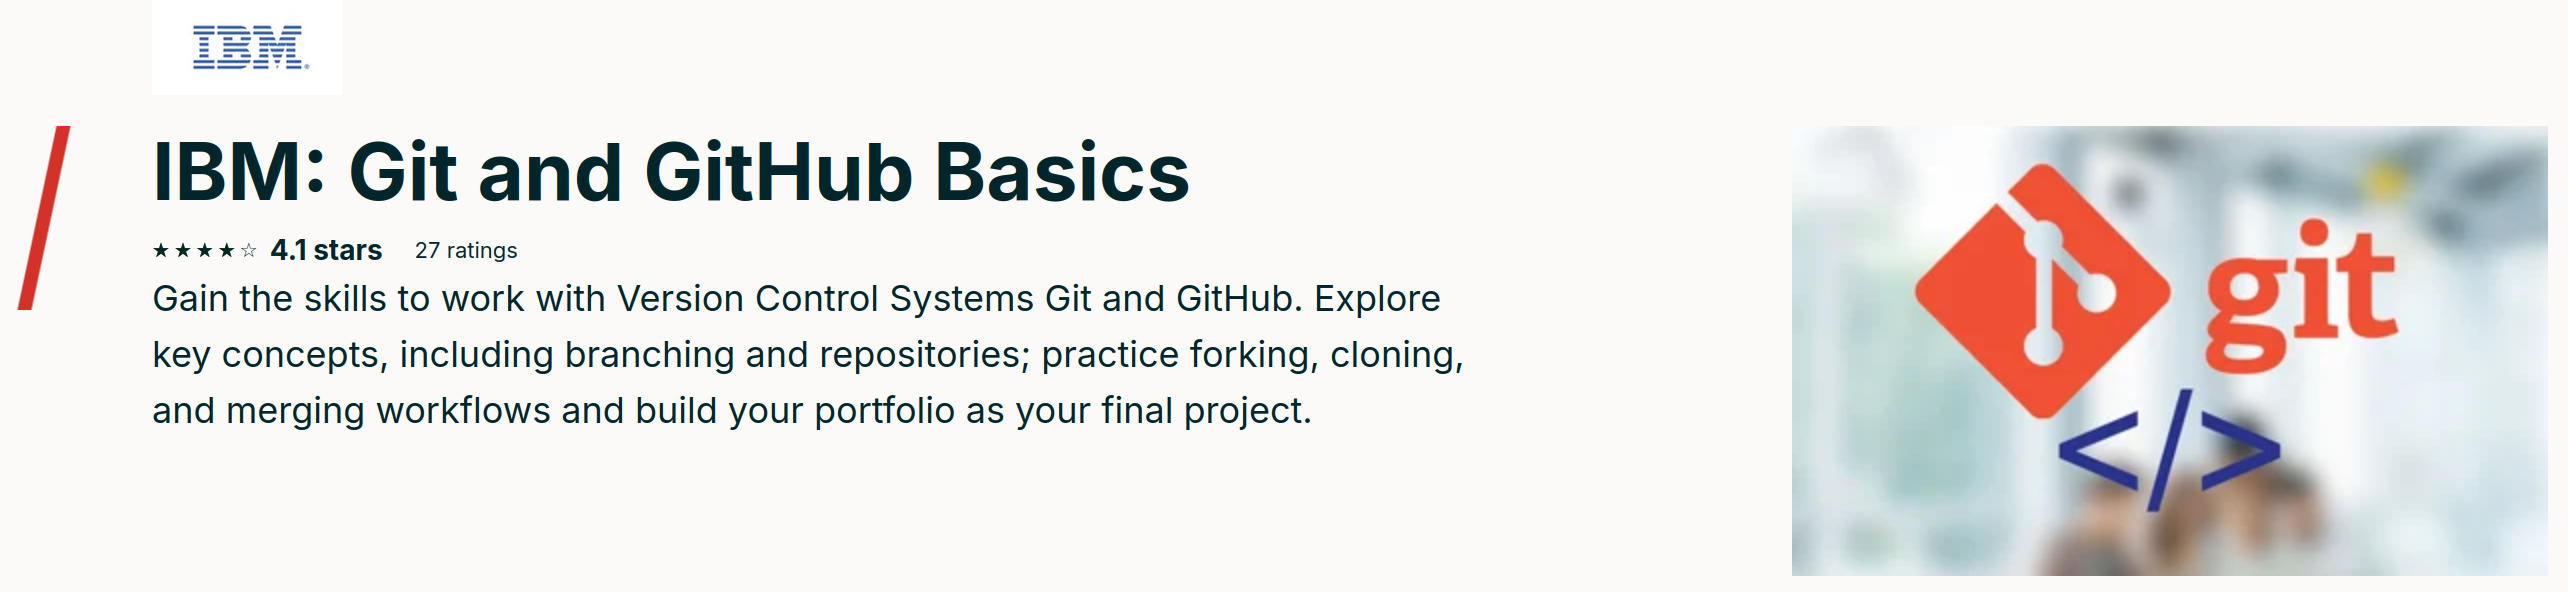 IBM®
IBM: Git and GitHub Basics
★★★★☆ 4.1 stars 27 ratings
Gain the skills to work with Version Control Systems Git and GitHub. Explore
key concepts, including branching and repositories; practice forking, cloning,
and merging workflows and build your portfolio as your final project.
git
</>